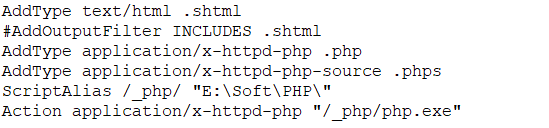 AddType text/html .shtml
#AddOutputFilter INCLUDES .shtml
AddType application/x-httpd-php .php
AddType application/x-httpd-php-source .phps
ScriptAlias /_php/ "E:\Soft\PHP\"
Action application/x-httpd-php "/_php/php.exe"